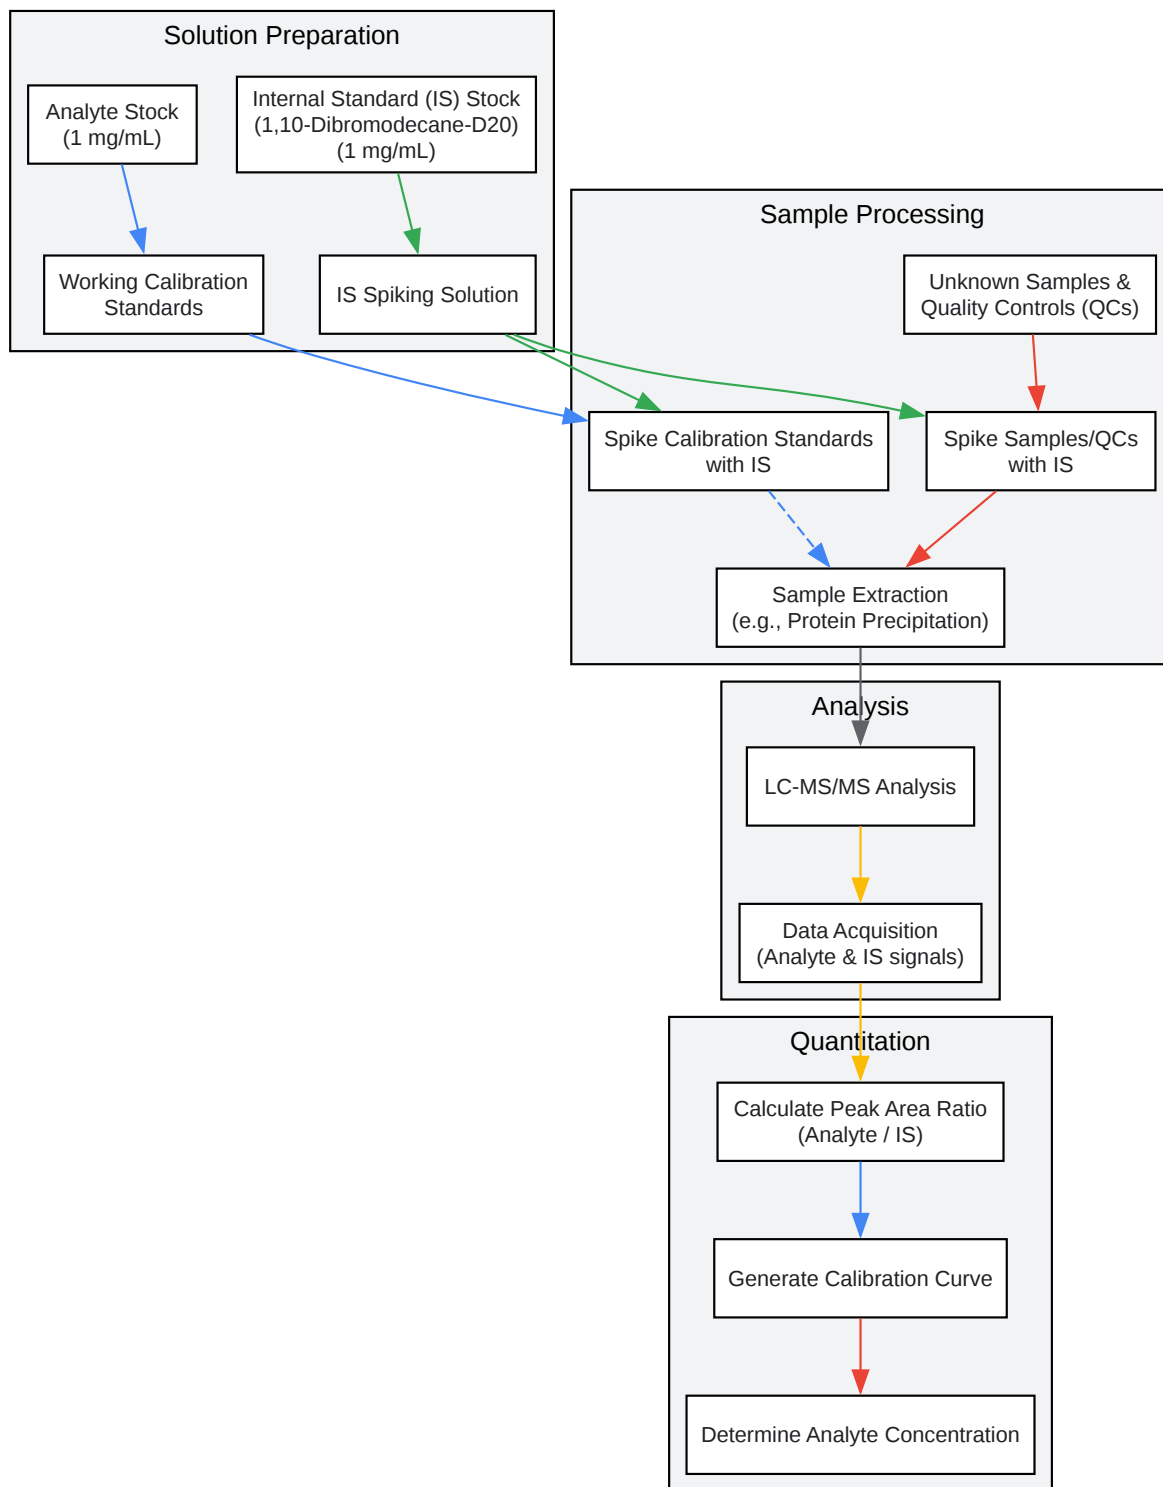 Solution Preparation
Analyte Stock
(1 mg/mL)
Internal Standard (IS) Stock
(1,10-Dibromodecane-D20)
(1 mg/mL)
Working Calibration
Standards
IS Spiking Solution
Sample Processing
Unknown Samples &
Quality Controls (QCs)
Spike Calibration Standards
with IS
Spike Samples/QCs
with IS
Sample Extraction
(e.g., Protein Precipitation)
Analysis
LC-MS/MS Analysis
Data Acquisition
(Analyte & IS signals)
Quantitation
Calculate Peak Area Ratio
(Analyte / IS)
Generate Calibration Curve
Determine Analyte Concentration